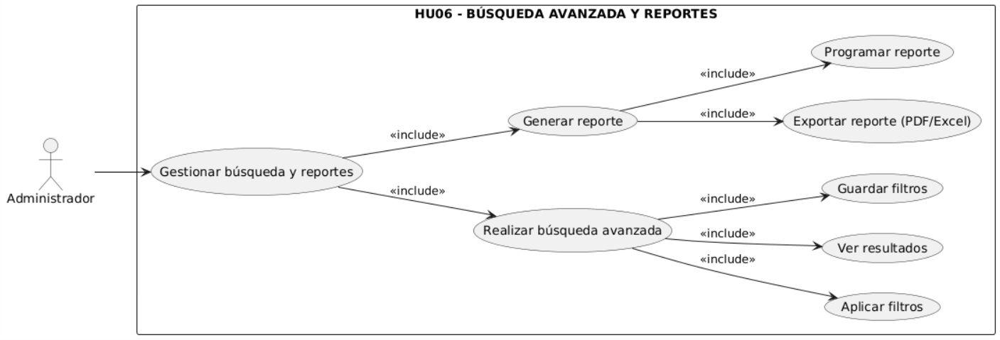 HU06 - BÚSQUEDA AVANZADA Y REPORTES
Programar reporte
«include»
Generar reporte
«include»
Exportar reporte (PDF/Excel)
«include»
Administrador
Gestionar búsqueda y reportes
«include»
Realizar búsqueda avanzada
«include»
Guardar filtros
«include»
Ver resultados
«include»
Aplicar filtros